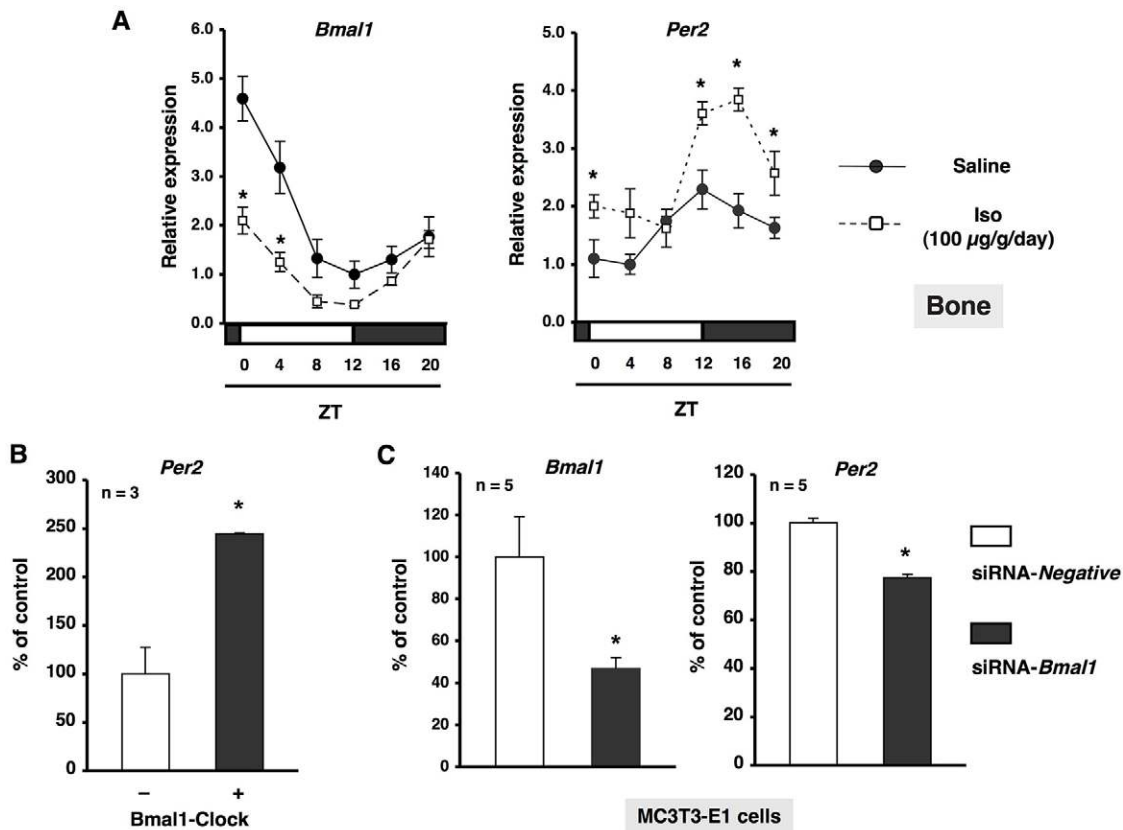 A
Bmal1
Relative expression
6.0
5.0
4.0
3.0
2.0
1.0
0.0
*
*
0 4 8 12 16 20
ZT
Per2
Relative expression
5.0
4.0
3.0
2.0
1.0
0.0
*
*
*
*
0 4 8 12 16 20
ZT
Saline
Iso
(100 µg/g/day)
Bone
B
Per2
n = 3
% of control
300
250
200
150
100
50
0
*
– +
Bmal1-Clock
C
Bmal1
n = 5
% of control
140
120
100
80
60
40
20
0
*
Per2
n = 5
% of control
120
100
80
60
40
20
0
*
siRNA-Negative
siRNA-Bmal1
MC3T3-E1 cells